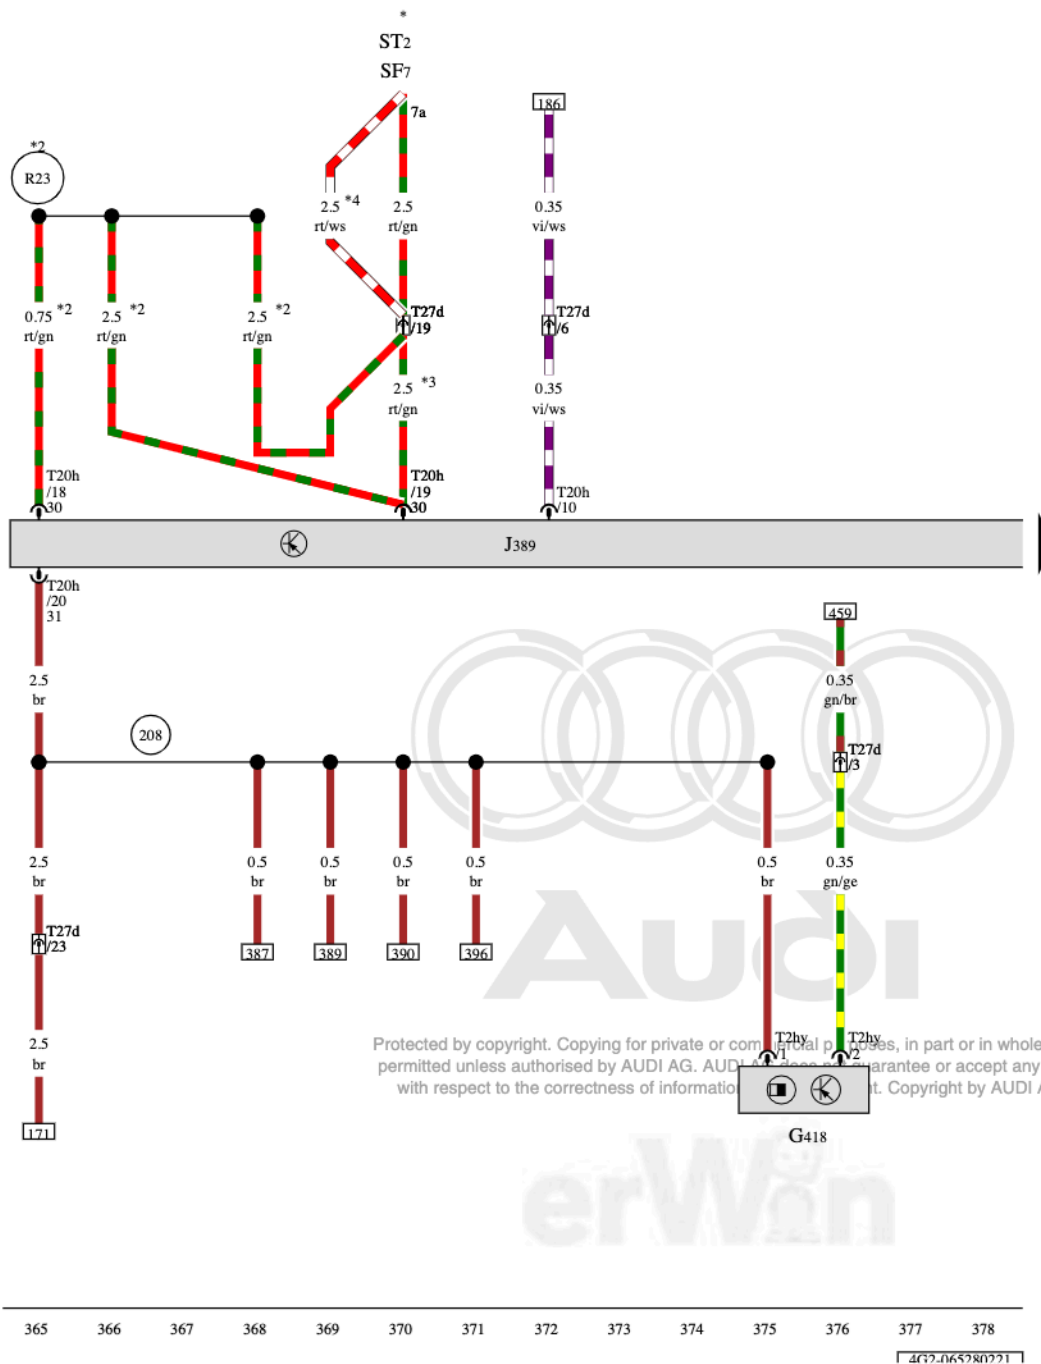 *
ST2
SF7
7a
186
*2
R23
2.5 *4
rt/ws
2.5
rt/gn
0.35
vi/ws
0.75 *2
rt/gn
2.5 *2
rt/gn
2.5 *2
rt/gn
T27d
/19
T27d
/6
2.5 *3
rt/gn
0.35
vi/ws
T20h
/18
30
T20h
/19
30
T20h
/10
J389
T20h
/20
31
459
2.5
br
0.35
gn/br
208
T27d
/3
2.5
br
0.5
br
0.5
br
0.5
br
0.5
br
0.5
br
0.35
gn/ge
T27d
/23
387
389
390
396
Audi
2.5
br
T2hy
/1
T2hy
/2
Protected by copyright. Copying for private or commercial purposes, in part or in whole
permitted unless authorised by AUDI AG. AUDI AG does not guarantee or accept any
with respect to the correctness of information t. Copyright by AUDI
171
G418
erWin
365 366 367 368 369 370 371 372 373 374 375 376 377 378
4G2-065280221